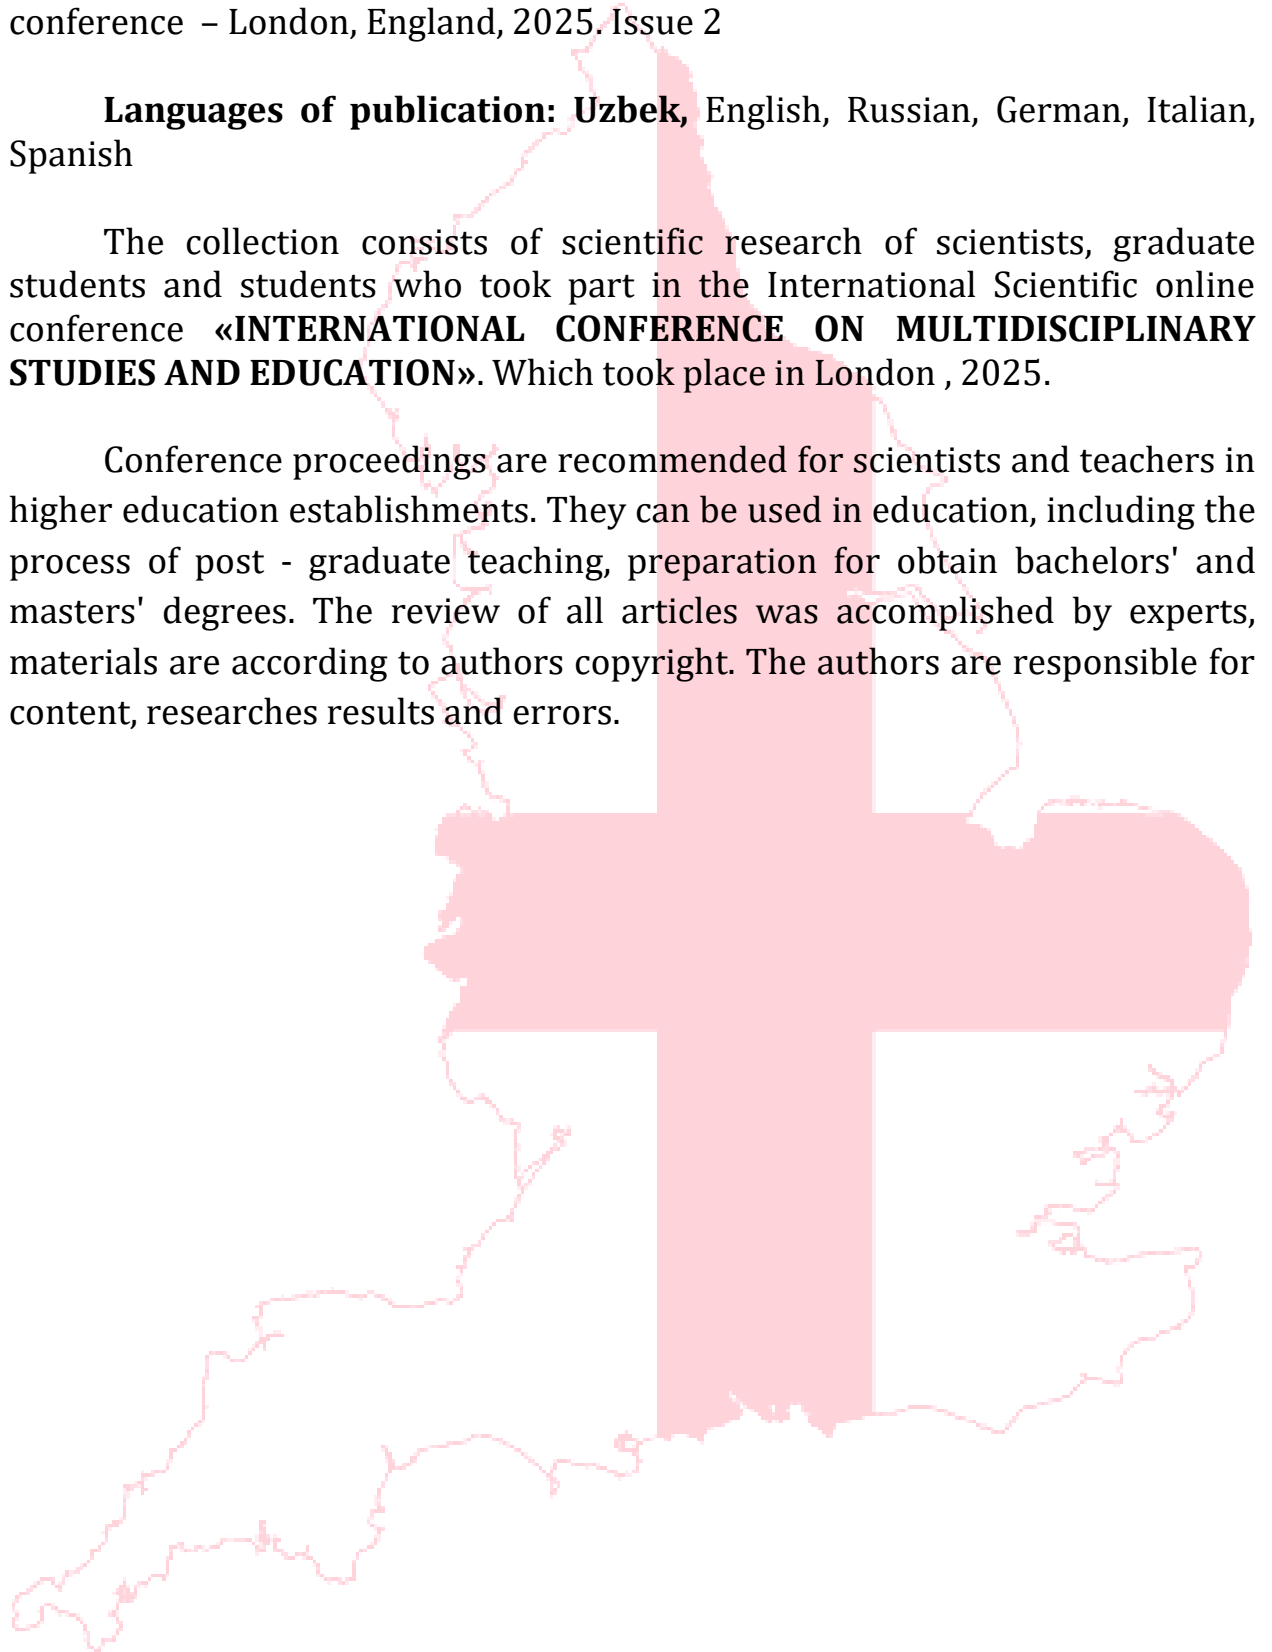 conference – London, England, 2025. Issue 2
Languages of publication: Uzbek, English, Russian, German, Italian,
Spanish
The collection consists of scientific research of scientists, graduate
students and students who took part in the International Scientific online
conference «INTERNATIONAL CONFERENCE ON MULTIDISCIPLINARY
STUDIES AND EDUCATION». Which took place in London , 2025.
Conference proceedings are recommended for scientists and teachers in
higher education establishments. They can be used in education, including the
process of post - graduate teaching, preparation for obtain bachelors' and
masters' degrees. The review of all articles was accomplished by experts,
materials are according to authors copyright. The authors are responsible for
content, researches results and errors.